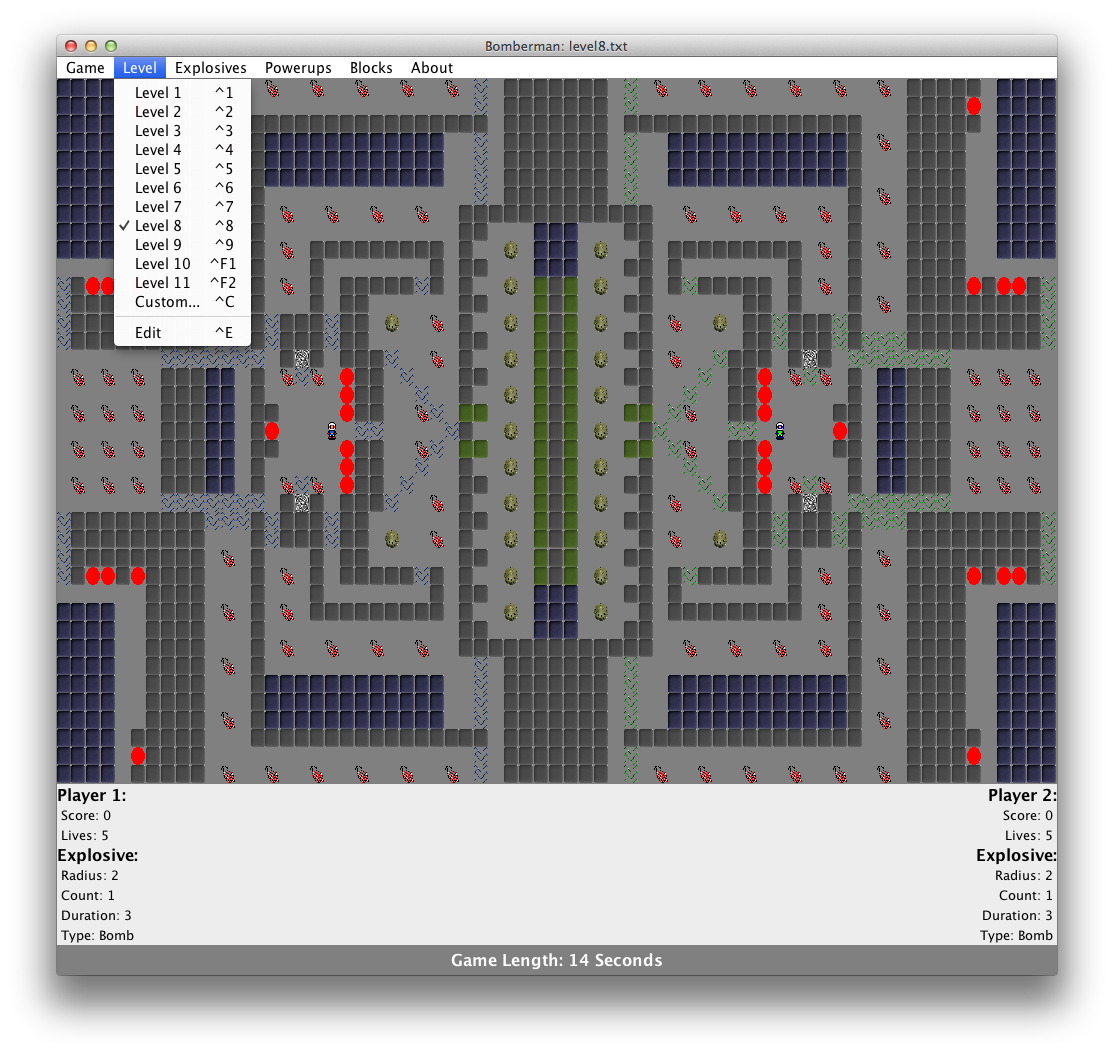 Bomberman: level8.txt
Game Level Explosives Powerups Blocks About
Level 1 ^1
Level 2 ^2
Level 3 ^3
Level 4 ^4
Level 5 ^5
Level 6 ^6
Level 7 ^7
✓ Level 8 ^8
Level 9 ^9
Level 10 ^F1
Level 11 ^F2
Custom... ^C
Edit ^E
Player 1: Player 2:
Score: 0 Score: 0
Lives: 5 Lives: 5
Explosive: Explosive:
Radius: 2 Radius: 2
Count: 1 Count: 1
Duration: 3 Duration: 3
Type: Bomb Type: Bomb
Game Length: 14 Seconds